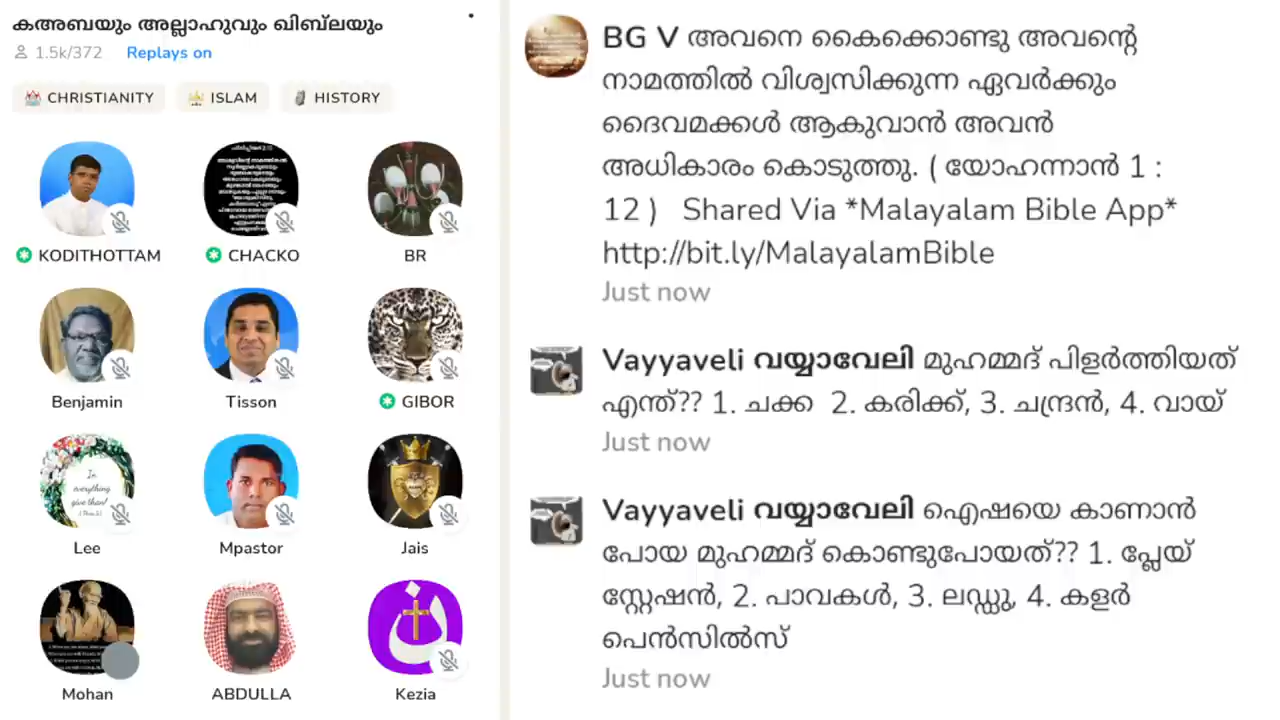 കഅബയും അല്ലാഹുവും ഖിബ്‌ലയും
1.5k/372 Replays on
CHRISTIANITY ISLAM HISTORY
KODITHOTTAM CHACKO BR
Benjamin Tisson GIBOR
In
everything
give thanks!
Lee Mpastor Jais
Mohan ABDULLA Kezia
BG V അവനെ കൈക്കൊണ്ടു അവന്റെ
നാമത്തിൽ വിശ്വസിക്കുന്ന ഏവർക്കും
ദൈവമക്കൾ ആകുവാൻ അവൻ
അധികാരം കൊടുത്തു. ( യോഹന്നാൻ 1 :
12 ) Shared Via *Malayalam Bible App*
http://bit.ly/MalayalamBible
Just now
Vayyaveli വയ്യാവേലി മുഹമ്മദ് പിളർത്തിയത്
എന്ത്?? 1. ചക്ക 2. കരിക്ക്, 3. ചന്ദ്രൻ, 4. വായ്
Just now
Vayyaveli വയ്യാവേലി ഐഷയെ കാണാൻ
പോയ മുഹമ്മദ് കൊണ്ടുപോയത്?? 1. പ്ലേയ്
സ്റ്റേഷൻ, 2. പാവകൾ, 3. ലഡ്ഡു, 4. കളർ
പെൻസിൽസ്
Just now